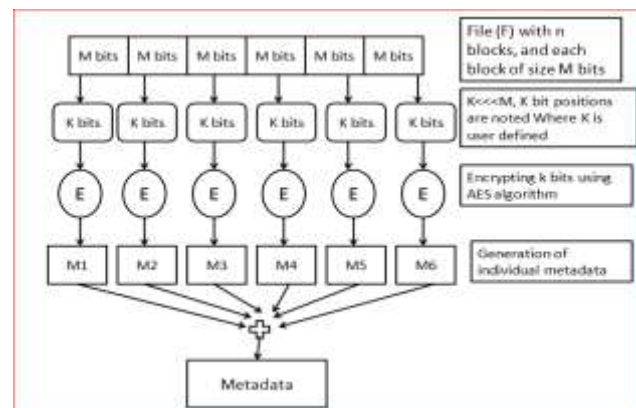 M bits M bits M bits M bits M bits M bits
File (F) with n
blocks, and each
block of size M bits
K bits K bits K bits K bits K bits K bits
K<<<M, K bit positions
are noted Where K is
user defined
E E E E E E
Encrypting k bits using
AES algorithm
M1 M2 M3 M4 M5 M6
Generation of
individual metadata
Metadata